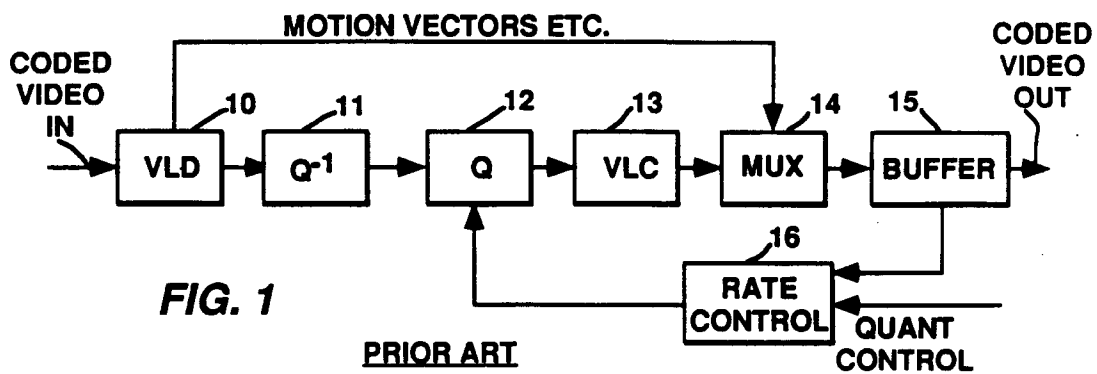 MOTION VECTORS ETC.
CODED
VIDEO
IN
CODED
VIDEO
OUT
10
11
12
13
14
15
VLD
Q-1
Q
VLC
MUX
BUFFER
16
RATE
CONTROL
QUANT
CONTROL
FIG. 1
PRIOR ART